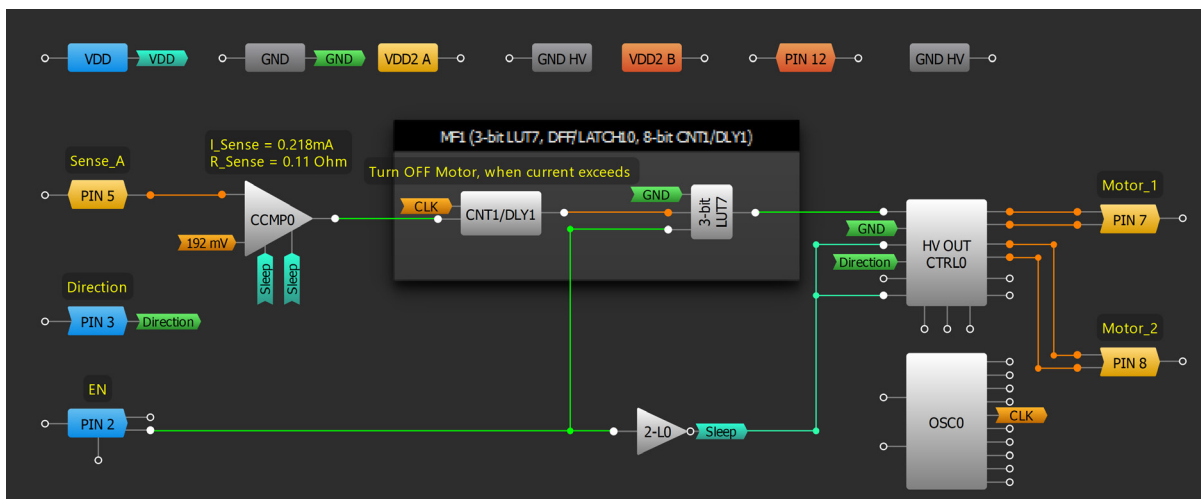 VDD
VDD
GND
GND
VDD2 A
GND HV
VDD2 B
PIN 12
GND HV
MF1 (3-bit LUT7, DFF/LATCH10, 8-bit CNT1/DLY1)
I_Sense = 0.218mA
R_Sense = 0.11 Ohm
Sense_A
PIN 5
CCMP0
192 mV
Sleep
Sleep
Turn OFF Motor, when current exceeds
CLK
CNT1/DLY1
GND
3-bit
LUT7
Motor_1
PIN 7
GND
Direction
HV OUT
CTRL0
Direction
PIN 3
Direction
Motor_2
PIN 8
EN
PIN 2
2-L0
Sleep
OSC0
CLK